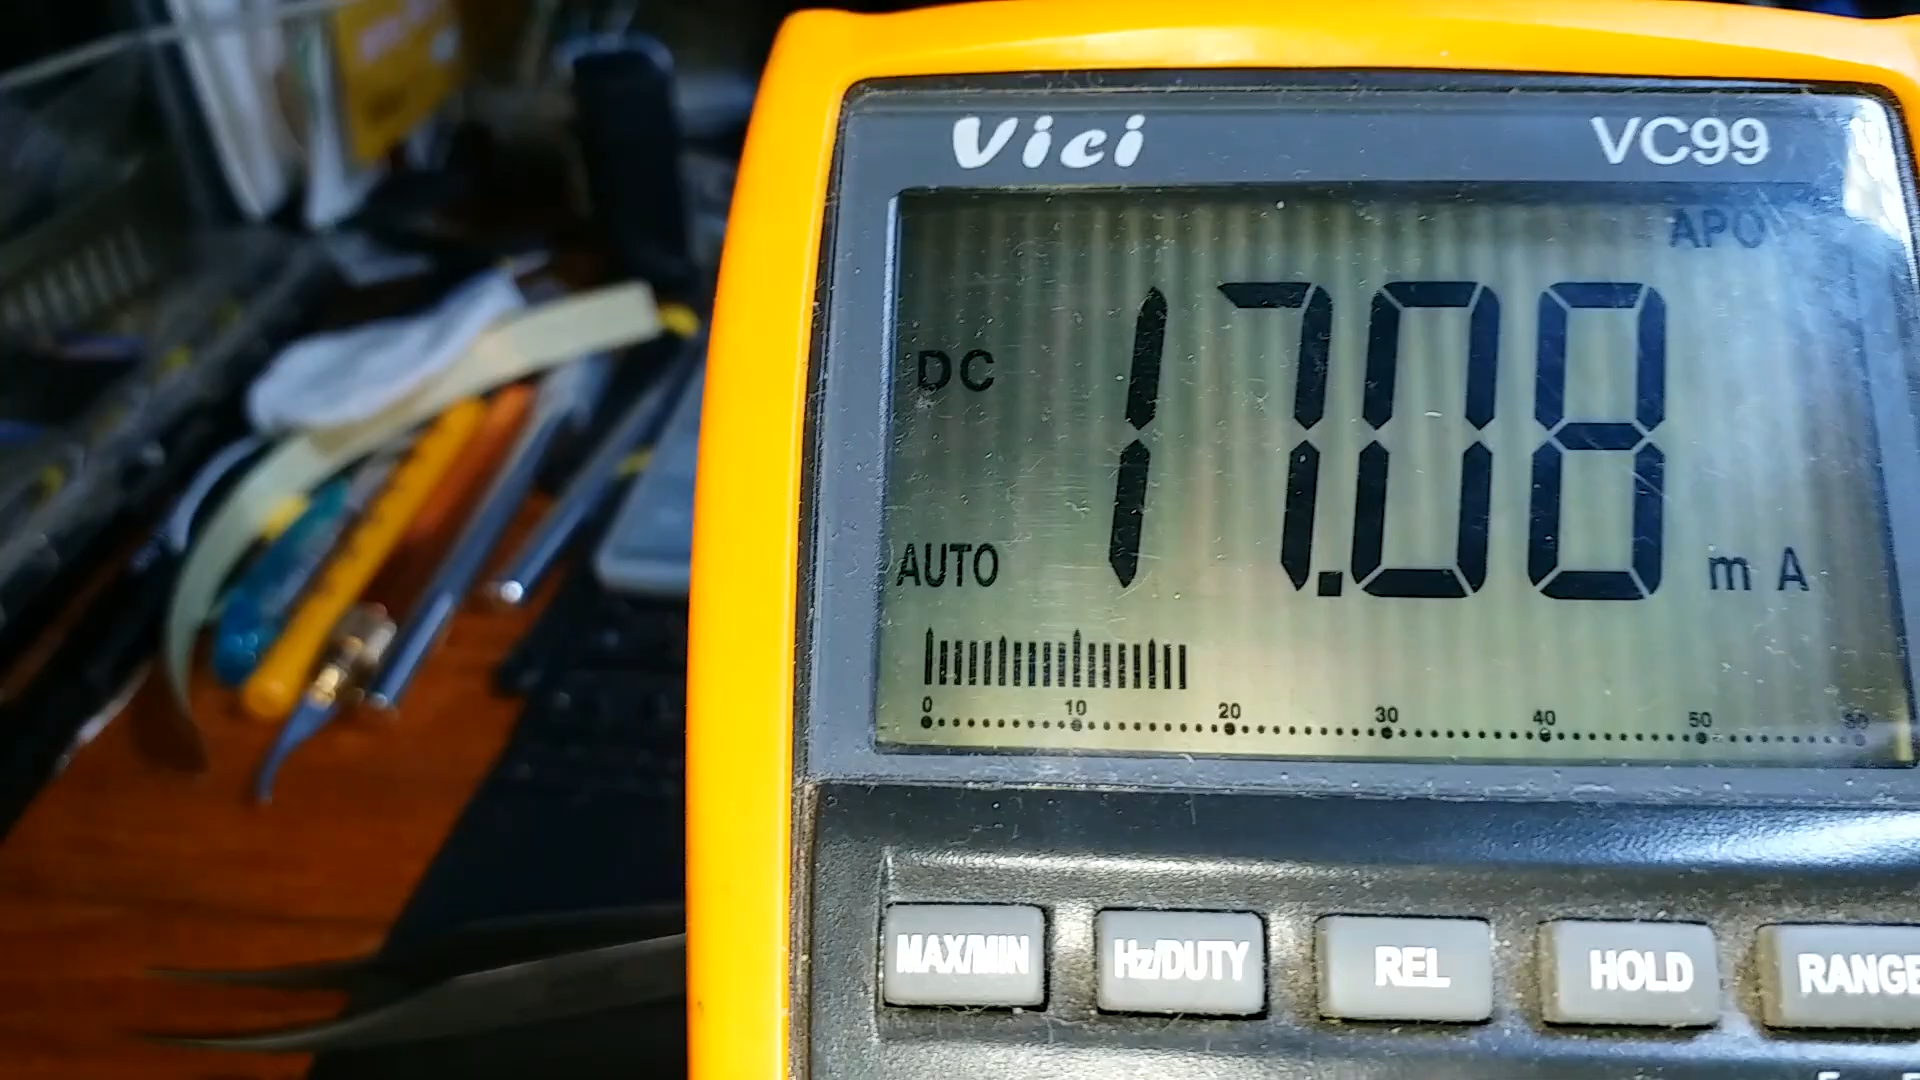 Vici VC99
APO
DC 17.08
AUTO mA
0 10 20 30 40 50 60
MAX/MIN Hz/DUTY REL HOLD RANGE